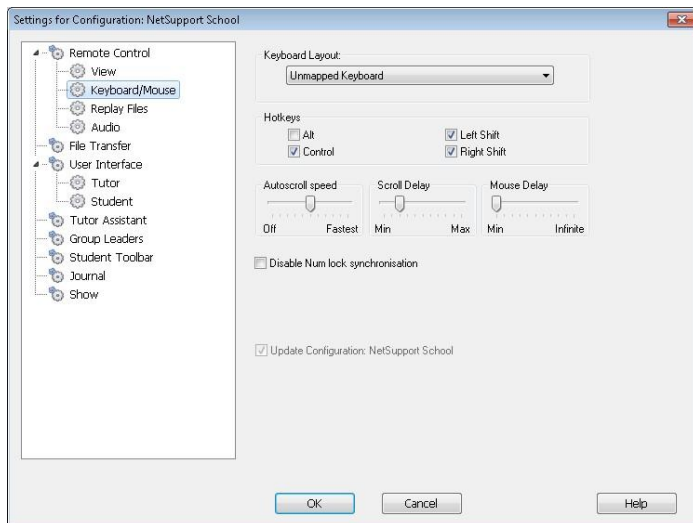 Settings for Configuration: NetSupport School
Remote Control
View
Keyboard/Mouse
Replay Files
Audio
File Transfer
User Interface
Tutor
Student
Tutor Assistant
Group Leaders
Student Toolbar
Journal
Show
Keyboard Layout:
Unmapped Keyboard
Hotkeys
Alt
Left Shift
Control
Right Shift
Autoscroll speed
Scroll Delay
Mouse Delay
Off Fastest
Min Max
Min Infinite
Disable Num lock synchronisation
Update Configuration: NetSupport School
OK
Cancel
Help